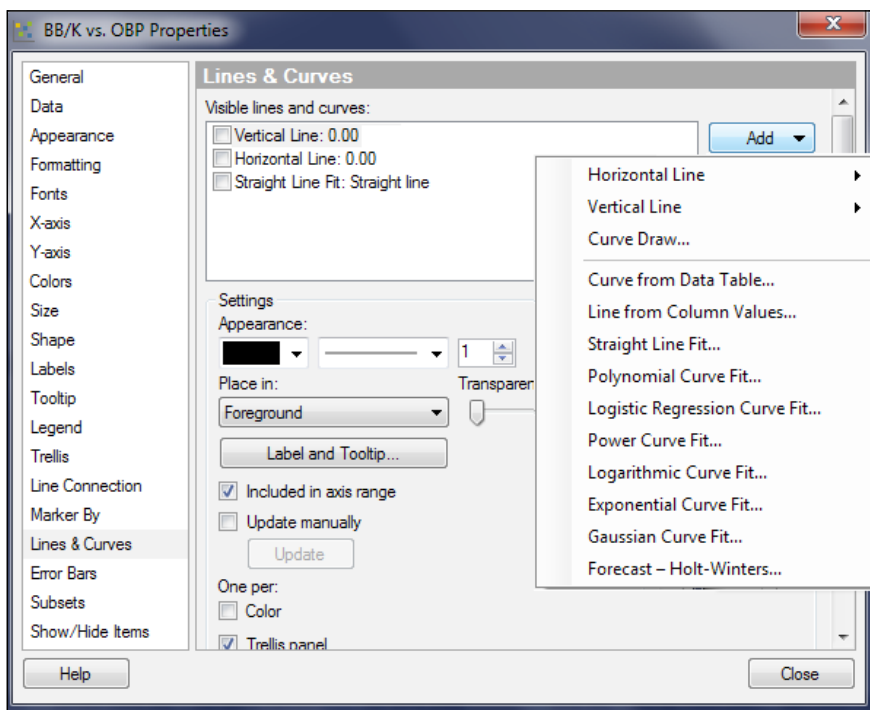 BB/K vs. OBP Properties
General
Data
Appearance
Formatting
Fonts
X-axis
Y-axis
Colors
Size
Shape
Labels
Tooltip
Legend
Trellis
Line Connection
Marker By
Lines & Curves
Error Bars
Subsets
Show/Hide Items
Lines & Curves
Visible lines and curves:
Vertical Line: 0.00
Horizontal Line: 0.00
Straight Line Fit: Straight line
Add
Horizontal Line
Vertical Line
Curve Draw...
Curve from Data Table...
Line from Column Values...
Straight Line Fit...
Polynomial Curve Fit...
Logistic Regression Curve Fit...
Power Curve Fit...
Logarithmic Curve Fit...
Exponential Curve Fit...
Gaussian Curve Fit...
Forecast – Holt-Winters...
Settings
Appearance:
1
Place in:
Transparen
Foreground
Label and Tooltip...
Included in axis range
Update manually
Update
One per:
Color
Trellis panel
Help
Close